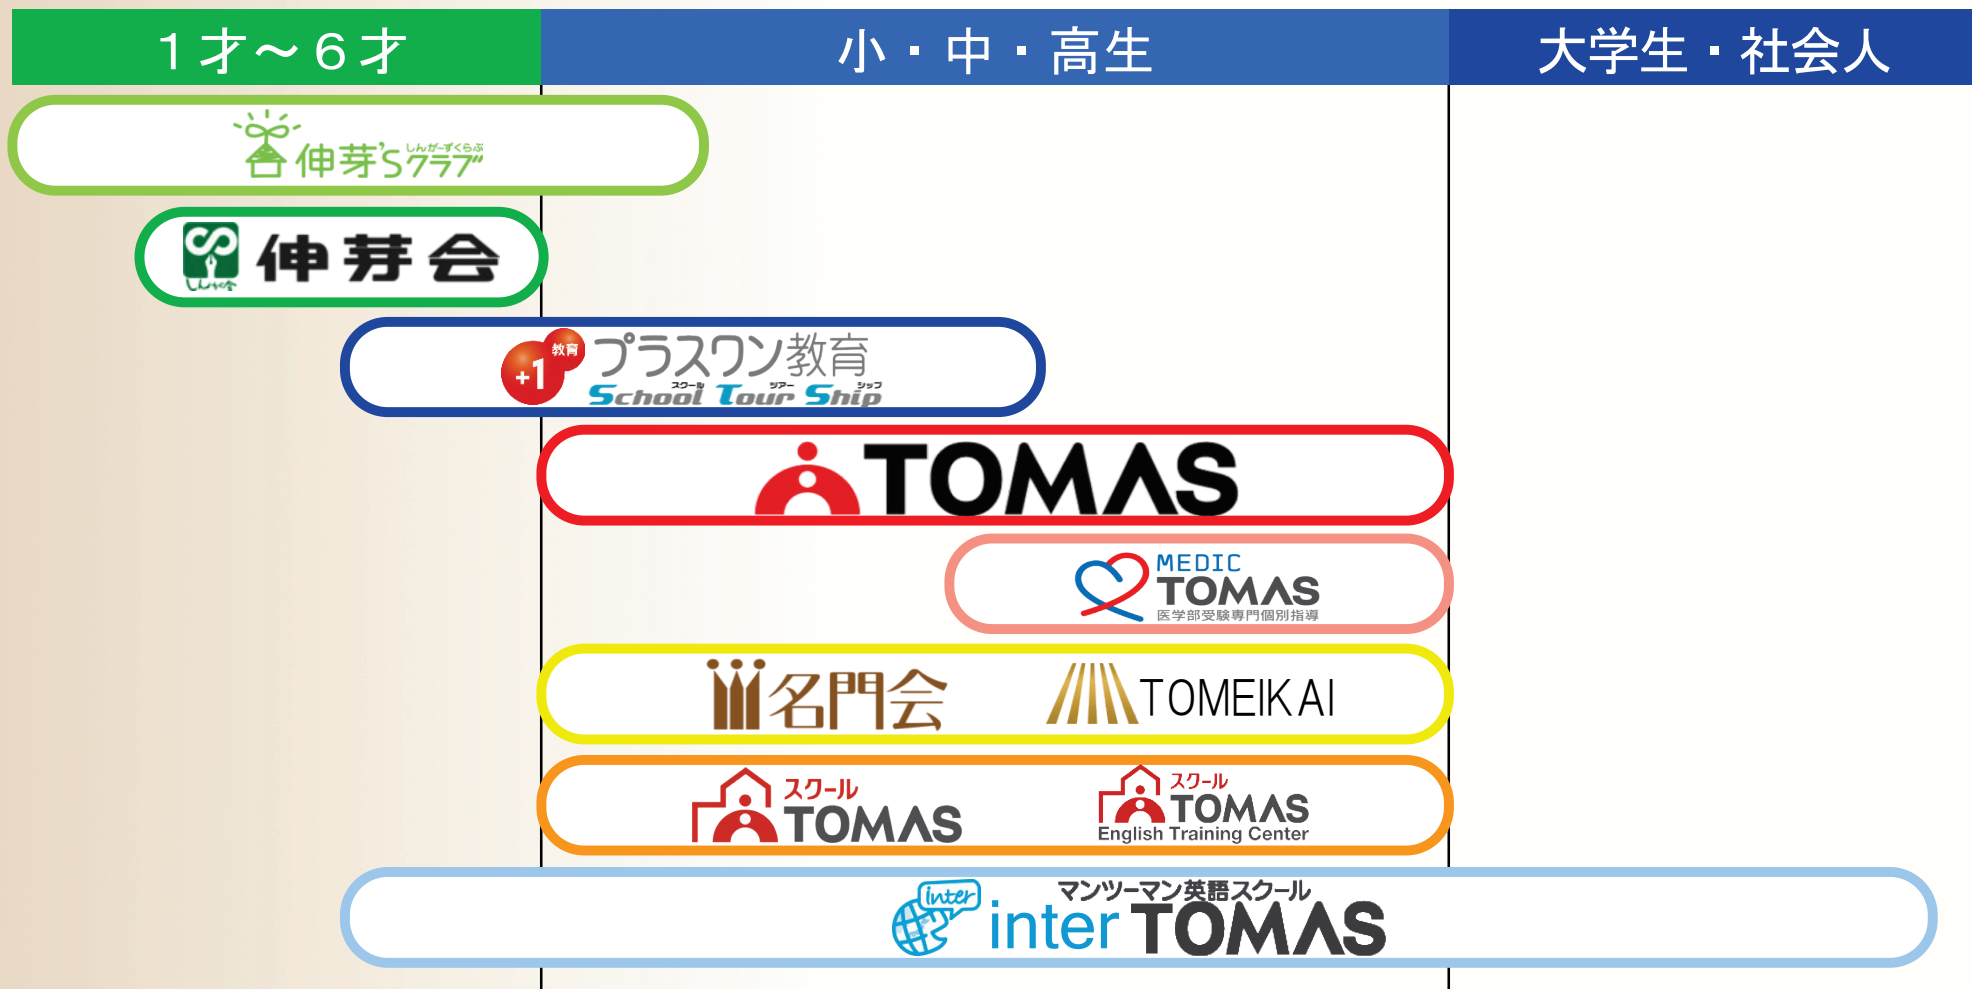 1才～6才
小・中・高生
大学生・社会人
しんが~ずくらぶ
伸芽'sクラブ
しんが会
伸芽会
教育
+1
プラスワン教育
スクール ツアー シップ
School Tour Ship
TOMAS
MEDIC
TOMAS
医学部受験専門個別指導
名門会
TOMEIKAI
スクール
TOMAS
スクール
TOMAS
English Training Center
inter
マンツーマン英語スクール
inter TOMAS